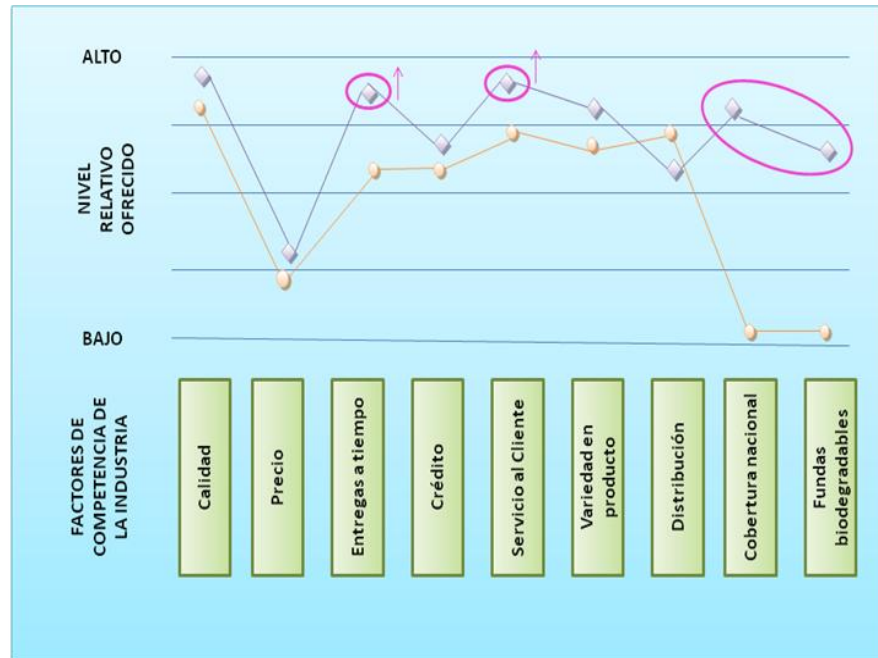 ALTO
NIVEL
RELATIVO
OFRECIDO
BAJO
FACTORES DE
COMPETENCIA DE
LA INDUSTRIA
Calidad
Precio
Entregas a tiempo
Crédito
Servicio al Cliente
Variedad en
producto
Distribución
Cobertura nacional
Fundas
biodegradables